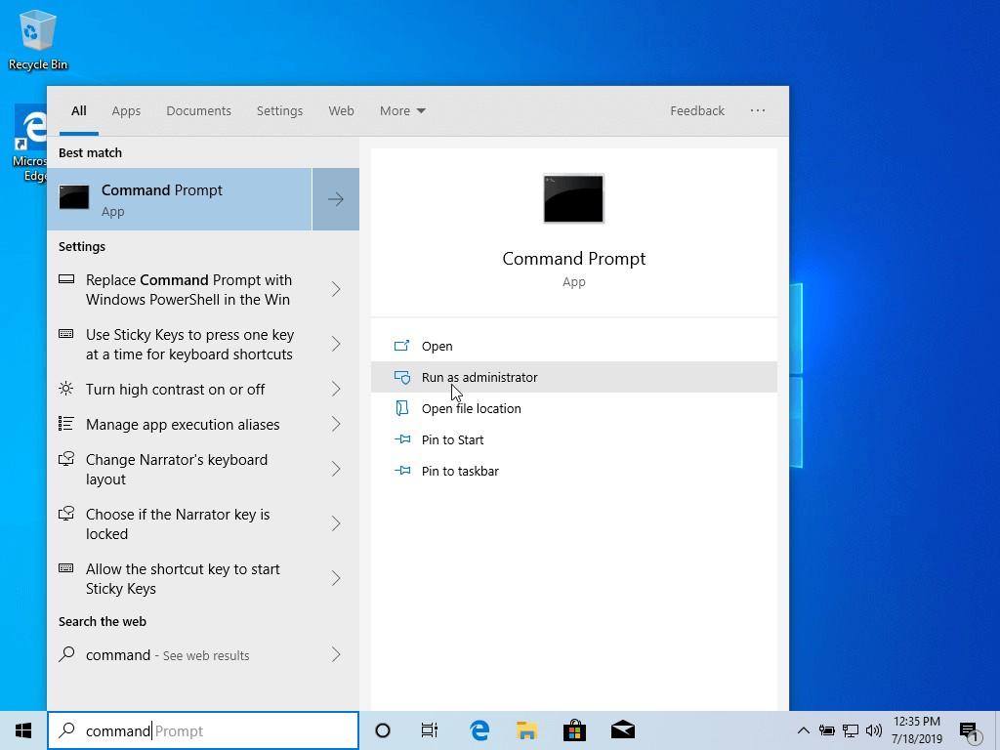 Recycle Bin
Micros
Edge
All Apps Documents Settings Web More Feedback ...
Best match
Command Prompt
App
Settings
Replace Command Prompt with
Windows PowerShell in the Win
Use Sticky Keys to press one key
at a time for keyboard shortcuts
Turn high contrast on or off
Manage app execution aliases
Change Narrator's keyboard
layout
Choose if the Narrator key is
locked
Allow the shortcut key to start
Sticky Keys
Search the web
command - See web results
Command Prompt
App
Open
Run as administrator
Open file location
Pin to Start
Pin to taskbar
command Prompt
12:35 PM
7/18/2019
1